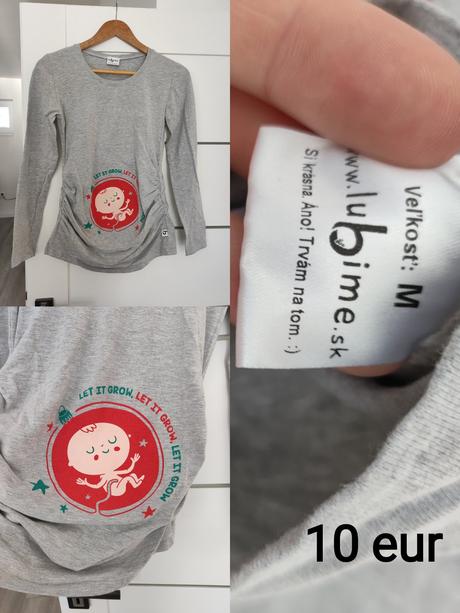 LET IT GROW, LET IT
LET IT GROW, LET IT GROW, LET IT GROW
Veľkosť: M
www.lubime.sk
Si krásna. Áno! Trvám na tom. :)
10 eur